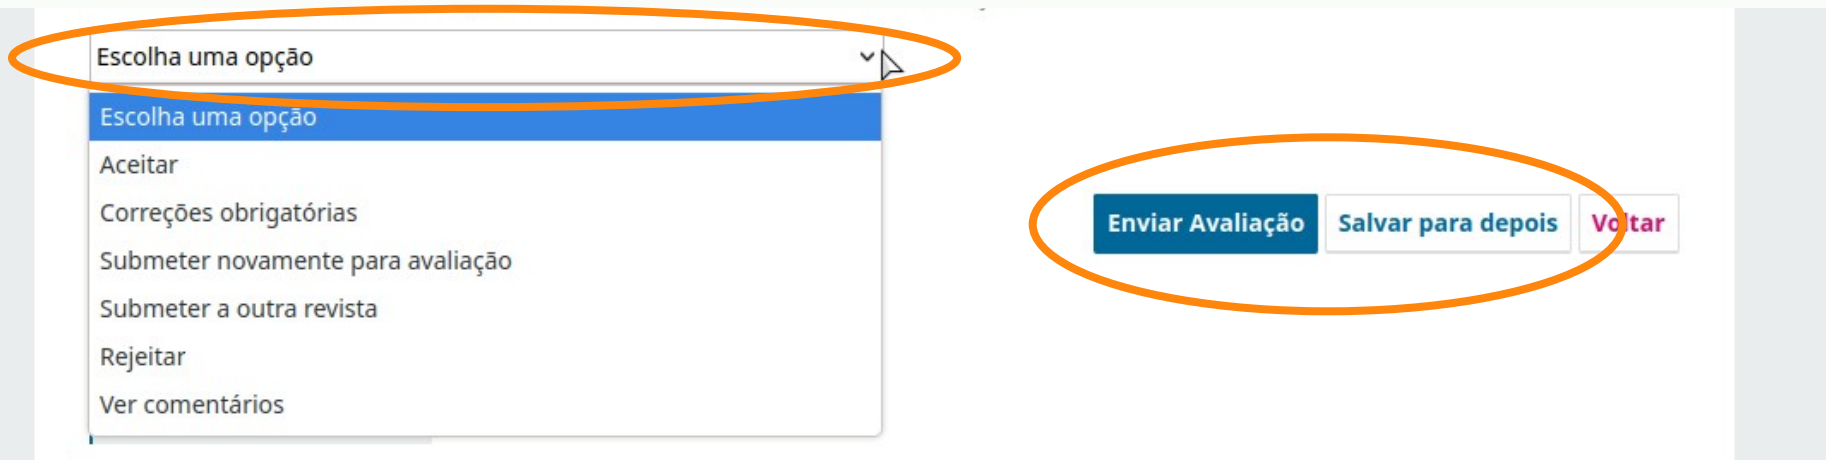 Escolha uma opção
Escolha uma opção
Aceitar
Correções obrigatórias
Submeter novamente para avaliação
Submeter a outra revista
Rejeitar
Ver comentários
Enviar Avaliação Salvar para depois Voltar